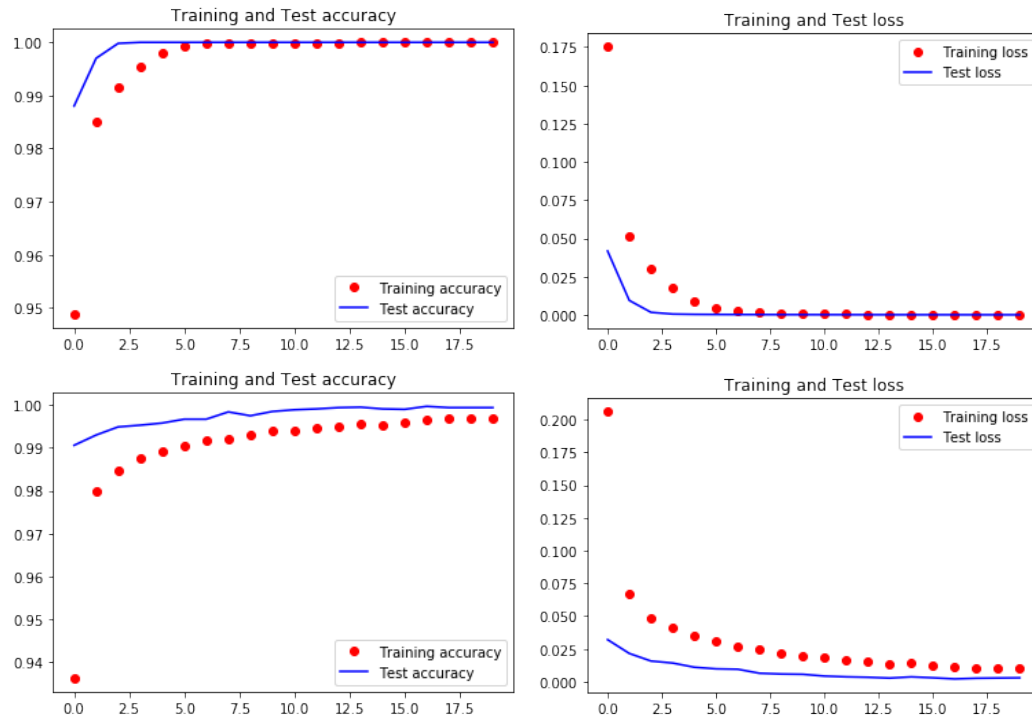 Training and Test accuracy
1.00
0.99
0.98
0.97
0.96
0.95
Training accuracy
Test accuracy
0.0 2.5 5.0 7.5 10.0 12.5 15.0 17.5
Training and Test loss
0.175
0.150
0.125
0.100
0.075
0.050
0.025
0.000
Training loss
Test loss
0.0 2.5 5.0 7.5 10.0 12.5 15.0 17.5
Training and Test accuracy
1.00
0.99
0.98
0.97
0.96
0.95
0.94
Training accuracy
Test accuracy
0.0 2.5 5.0 7.5 10.0 12.5 15.0 17.5
Training and Test loss
0.200
0.175
0.150
0.125
0.100
0.075
0.050
0.025
0.000
Training loss
Test loss
0.0 2.5 5.0 7.5 10.0 12.5 15.0 17.5